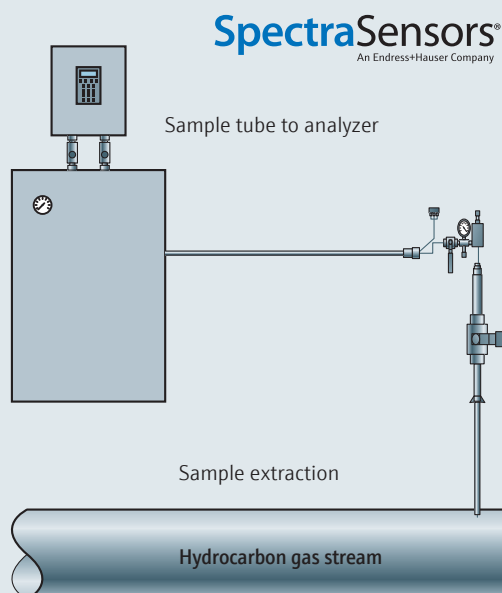 SpectraSensors®
An Endress+Hauser Company
Sample tube to analyzer
Sample extraction
Hydrocarbon gas stream